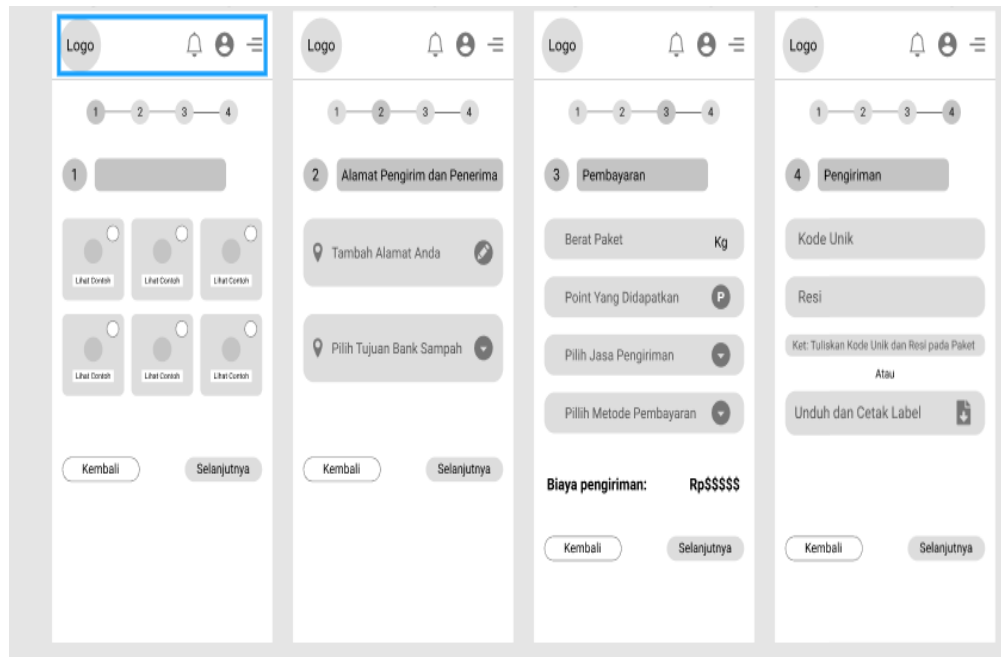 Logo
1 2 3 4
1
Lihat Contoh Lihat Contoh Lihat Contoh
Lihat Contoh Lihat Contoh Lihat Contoh
Kembali Selanjutnya
Logo
1 2 3 4
2 Alamat Pengirim dan Penerima
Tambah Alamat Anda
Pilih Tujuan Bank Sampah
Kembali Selanjutnya
Logo
1 2 3 4
3 Pembayaran
Berat Paket Kg
Point Yang Didapatkan P
Pilih Jasa Pengiriman
Pillih Metode Pembayaran
Biaya pengiriman: Rp$$$$$
Kembali Selanjutnya
Logo
1 2 3 4
4 Pengiriman
Kode Unik
Resi
Ket: Tuliskan Kode Unik dan Resi pada Paket
Atau
Unduh dan Cetak Label
Kembali Selanjutnya